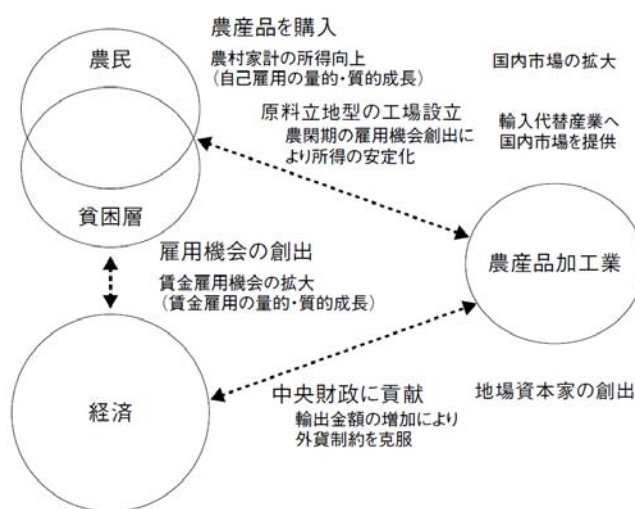 農産品を購入
農民
農村家計の所得向上
(自己雇用の量的・質的成長)
国内市場の拡大
原料立地型の工場設立
農閑期の雇用機会創出に
より所得の安定化
輸入代替産業へ
国内市場を提供
貧困層
雇用機会の創出
農産品加工業
賃金雇用機会の拡大
(賃金雇用の量的・質的成長)
経済
中央財政に貢献
輸出金額の増加により
外貨制約を克服
地場資本家の創出